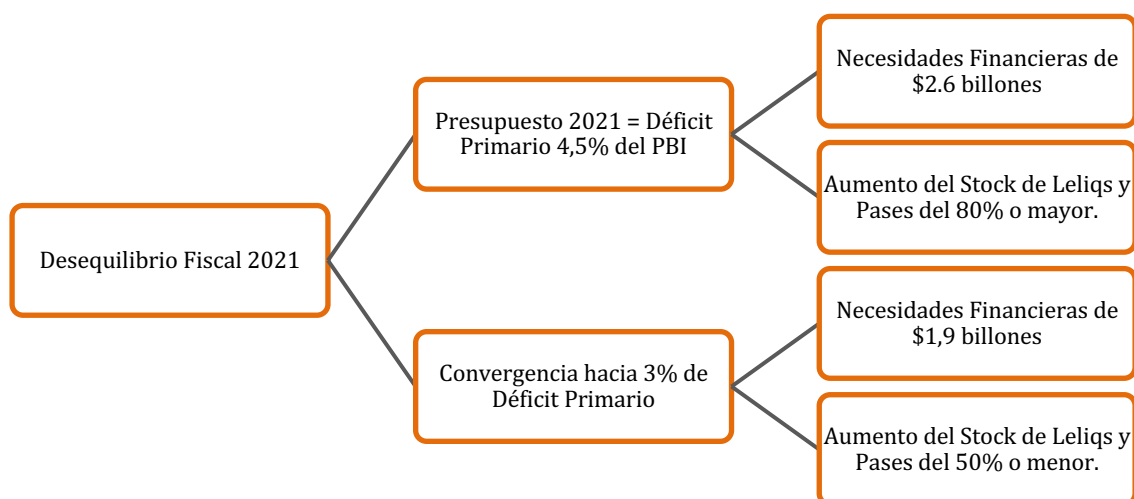 Desequilibrio Fiscal 2021
Presupuesto 2021 = Déficit
Primario 4,5% del PBI
Necesidades Financieras de
$2.6 billones
Aumento del Stock de Leliqs y
Pases del 80% o mayor.
Convergencia hacia 3% de
Déficit Primario
Necesidades Financieras de
$1,9 billones
Aumento del Stock de Leliqs y
Pases del 50% o menor.